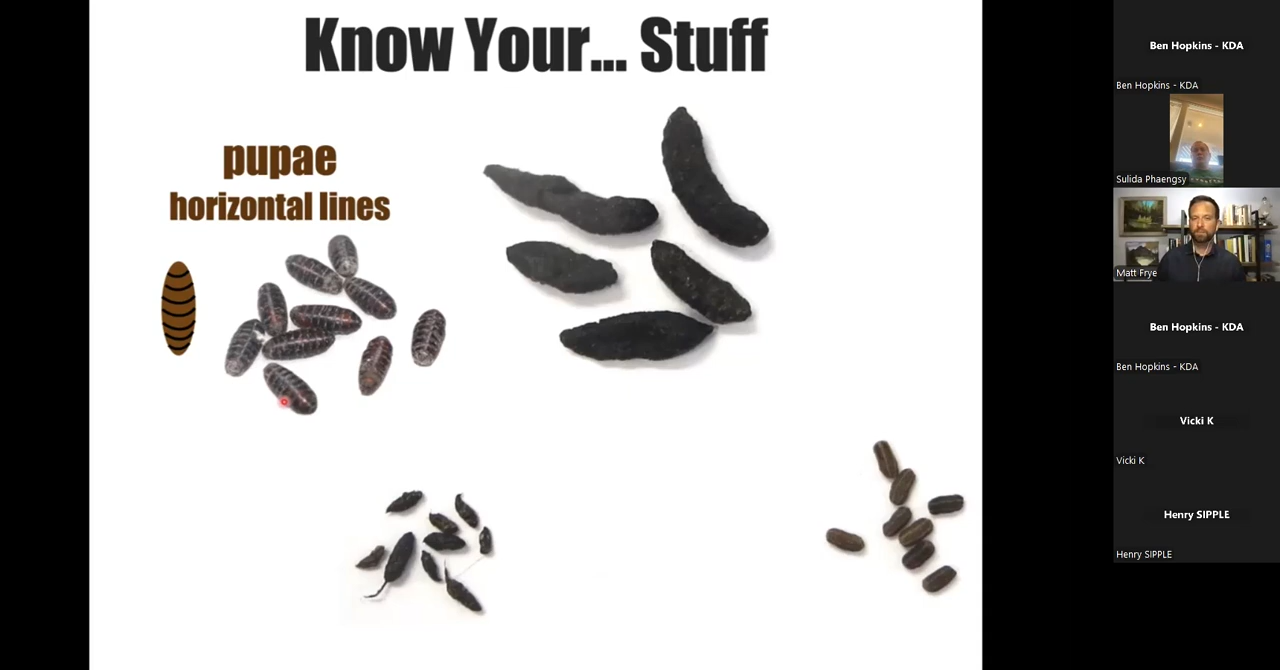 Know Your... Stuff
pupae
horizontal lines
Ben Hopkins - KDA
Ben Hopkins - KDA
Sulida Phaengsy
Matt Frye
Ben Hopkins - KDA
Ben Hopkins - KDA
Vicki K
Vicki K
Henry SIPPLE
Henry SIPPLE